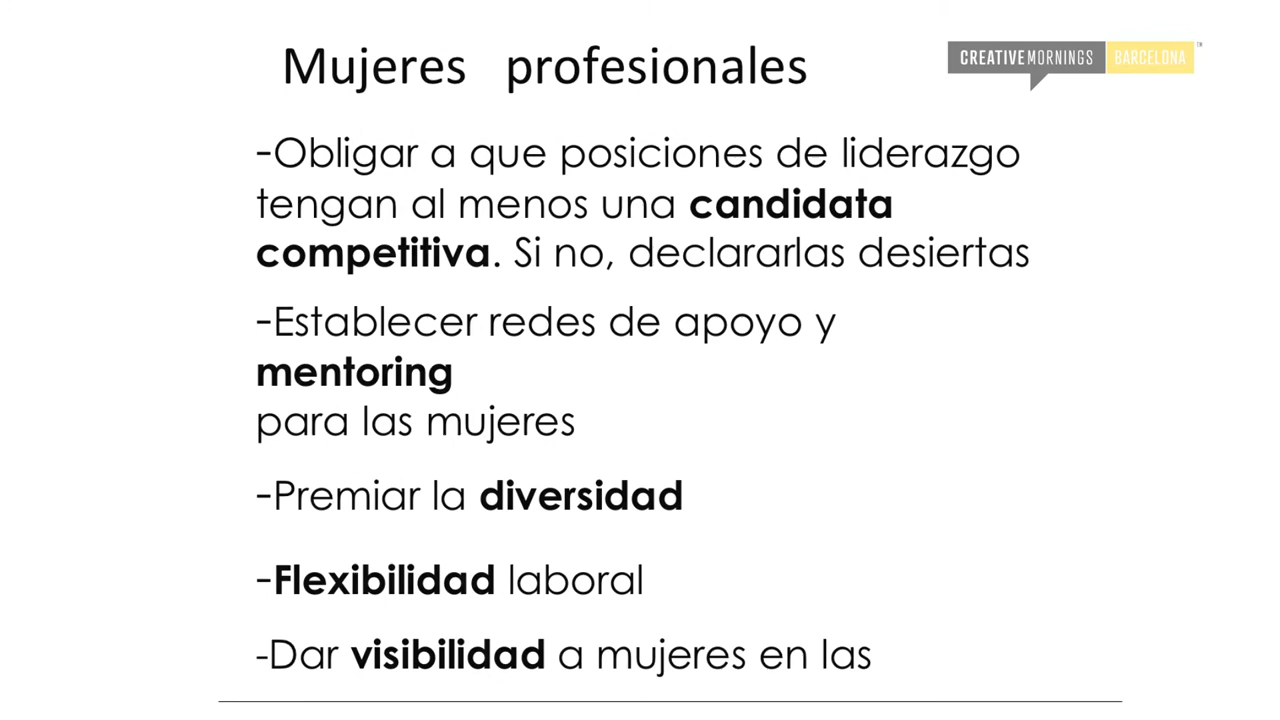 Mujeres profesionales
CREATIVEMORNINGS BARCELONA ™
-Obligar a que posiciones de liderazgo
tengan al menos una candidata
competitiva. Si no, declararlas desiertas
-Establecer redes de apoyo y
mentoring
para las mujeres
-Premiar la diversidad
-Flexibilidad laboral
-Dar visibilidad a mujeres en las